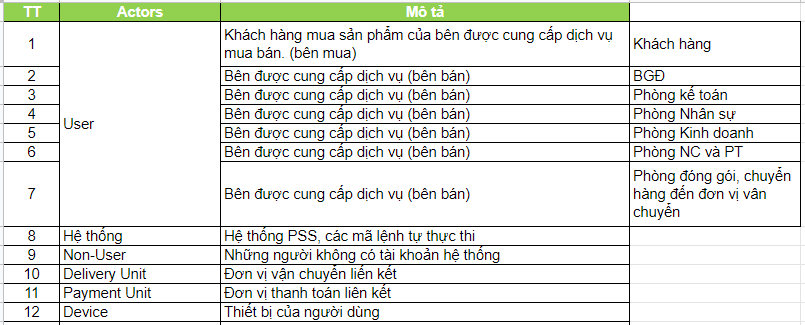 TT Actors Mô tả
1 Khách hàng mua sản phẩm của bên được cung cấp dịch vụ
mua bán. (bên mua) Khách hàng
2 Bên được cung cấp dịch vụ (bên bán) BGĐ
3 Bên được cung cấp dịch vụ (bên bán) Phòng kế toán
4 Bên được cung cấp dịch vụ (bên bán) Phòng Nhân sự
User
5 Bên được cung cấp dịch vụ (bên bán) Phòng Kinh doanh
6 Bên được cung cấp dịch vụ (bên bán) Phòng NC và PT
7 Bên được cung cấp dịch vụ (bên bán) Phòng đóng gói, chuyển
hàng đến đơn vị vân
chuyển
8 Hệ thống Hệ thống PSS, các mã lệnh tự thực thi
9 Non-User Những người không có tài khoản hệ thống
10 Delivery Unit Đơn vị vận chuyển liến kết
11 Payment Unit Đơn vị thanh toán liên kết
12 Device Thiết bị của người dùng